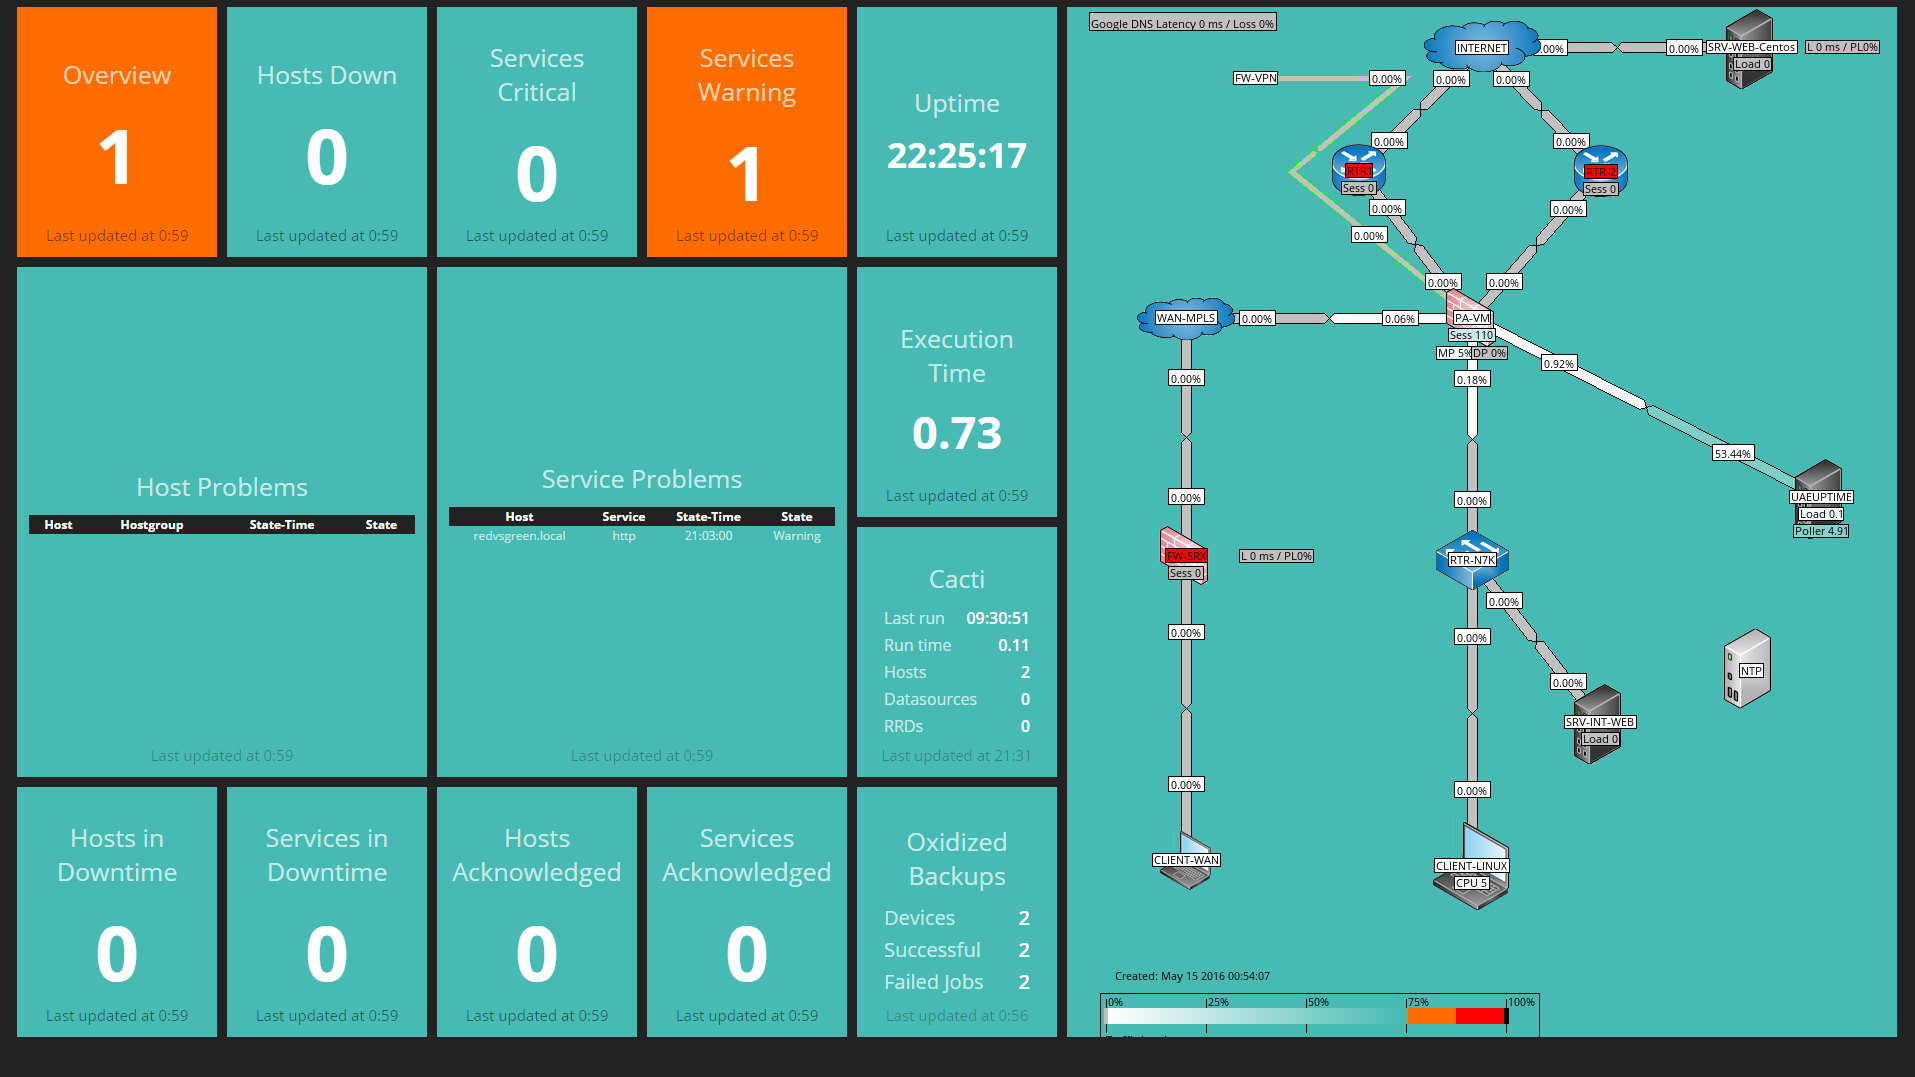 Overview
1
Last updated at 0:59
Hosts Down
0
Last updated at 0:59
Services
Critical
0
Last updated at 0:59
Services
Warning
1
Last updated at 0:59
Uptime
22:25:17
Last updated at 0:59
Host Problems
Host Hostgroup State-Time State
Last updated at 0:59
Service Problems
Host Service State-Time State
redvsgreen.local http 21:03:00 Warning
Last updated at 0:59
Execution
Time
0.73
Last updated at 0:59
Cacti
Last run 09:30:51
Run time 0.11
Hosts 2
Datasources 0
RRDs 0
Last updated at 21:31
Hosts in
Downtime
0
Last updated at 0:59
Services in
Downtime
0
Last updated at 0:59
Hosts
Acknowledged
0
Last updated at 0:59
Services
Acknowledged
0
Last updated at 0:59
Oxidized
Backups
Devices 2
Successful 2
Failed Jobs 2
Last updated at 0:56
Google DNS Latency 0 ms / Loss 0%
INTERNET
.00%
0.00%
SRV-WEB-Centos
L 0 ms / PL0%
Load 0
FW-VPN
0.00%
0.00%
0.00%
0.00%
0.00%
RTR1
Sess 0
RTR-2
Sess 0
0.00%
0.00%
0.00%
0.00%
0.00%
WAN-MPLS
0.00%
0.06%
PA-VM
Sess 110
MP 5%
DP 0%
0.92%
0.00%
0.18%
53.44%
0.00%
0.00%
UAEUPTIME
Load 0.1
Poller 4.91
FW-SRX
Sess 0
L 0 ms / PL0%
RTR-N7K
0.00%
0.00%
0.00%
NTP
0.00%
SRV-INT-WEB
Load 0
0.00%
0.00%
CLIENT-WAN
CLIENT-LINUX
CPU 5
Created: May 15 2016 00:54:07
0% 25% 50% 75% 100%